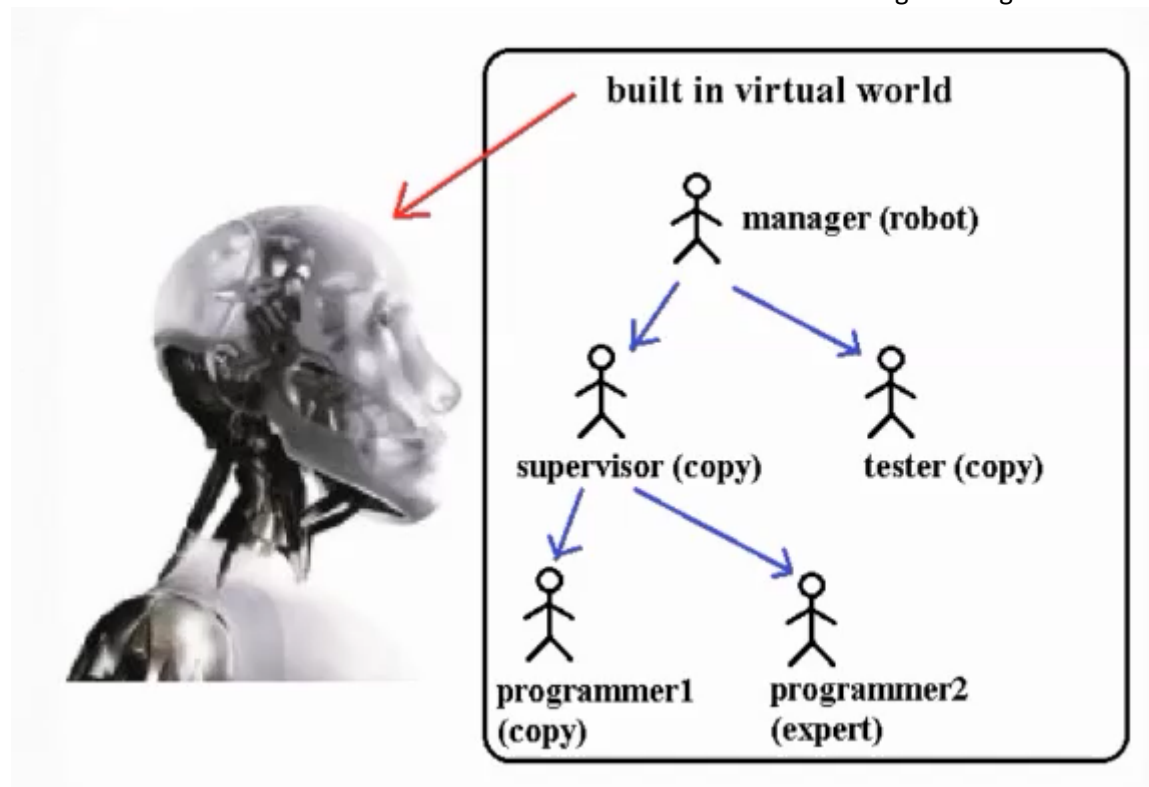 built in virtual world
manager (robot)
supervisor (copy)
tester (copy)
programmer1
(copy)
programmer2
(expert)